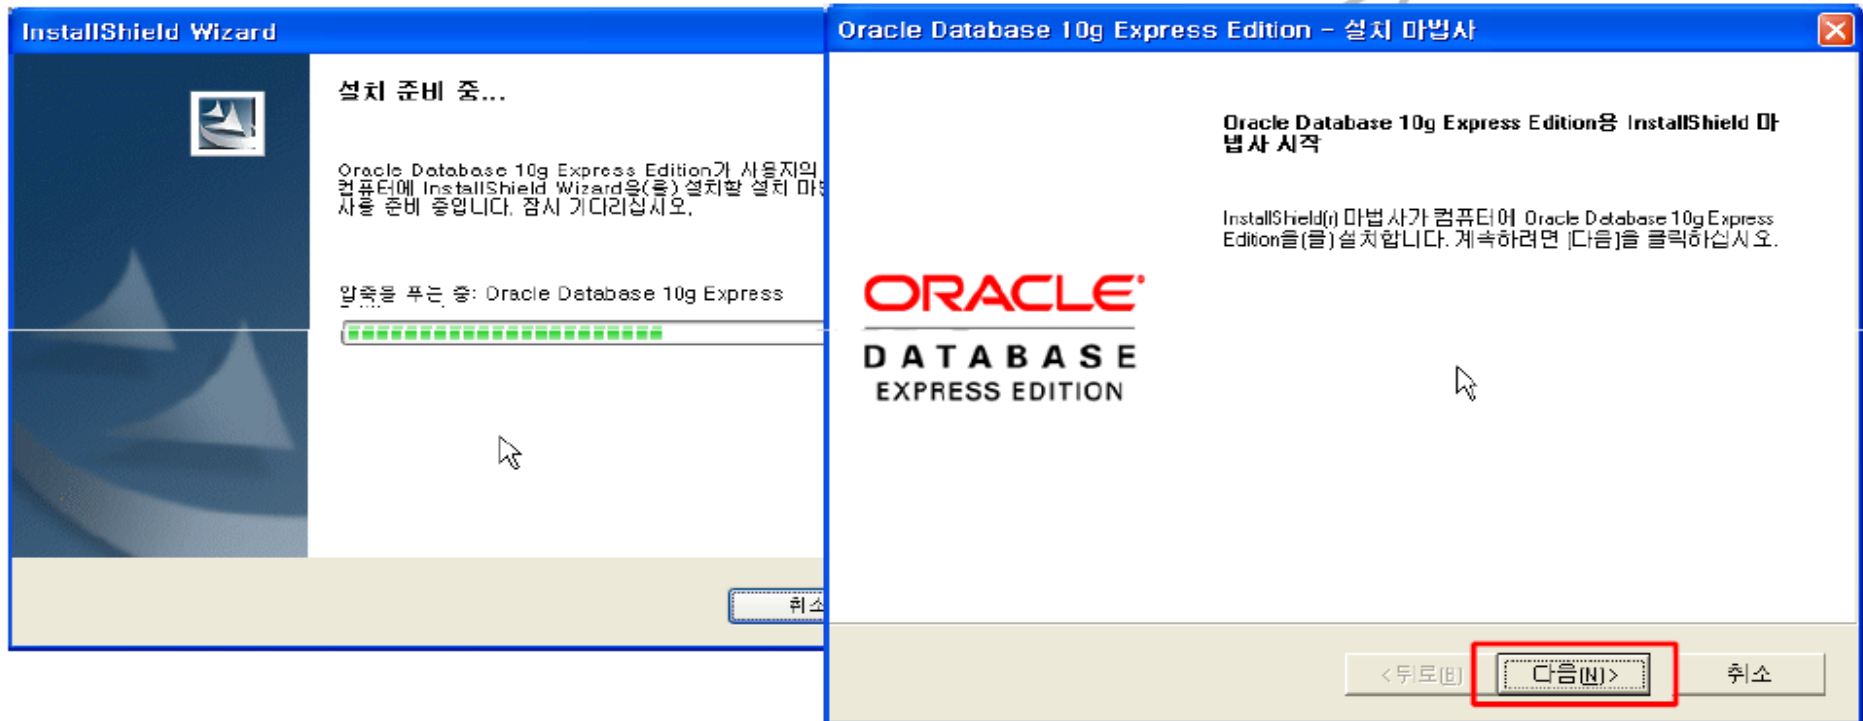 InstallShield Wizard
설치 준비 중...
Oracle Database 10g Express Edition가 사용자의
컴퓨터에 InstallShield Wizard을(를) 설치할 설치 마법
사를 준비 중입니다. 잠시 기다리십시오.
압축을 푸는 중: Oracle Database 10g Express
취소
Oracle Database 10g Express Edition - 설치 마법사
Oracle Database 10g Express Edition용 InstallShield 마
법사 시작
InstallShield(r) 마법사가 컴퓨터에 Oracle Database 10g Express
Edition을(를) 설치합니다. 계속하려면 [다음]을 클릭하십시오.
ORACLE
DATABASE
EXPRESS EDITION
<뒤로(B)
다음(N)>
취소